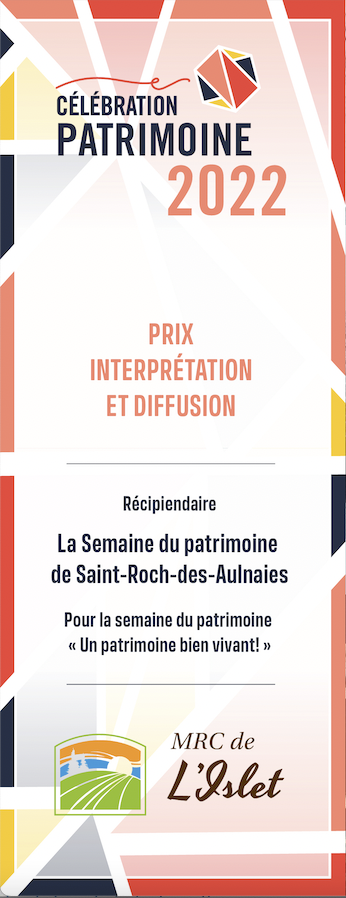 CÉLÉBRATION
PATRIMOINE
2022
PRIX
INTERPRÉTATION
ET DIFFUSION
Récipiendaire
La Semaine du patrimoine
de Saint-Roch-des-Aulnaies
Pour la semaine du patrimoine
« Un patrimoine bien vivant! »
MRC de
L'Islet